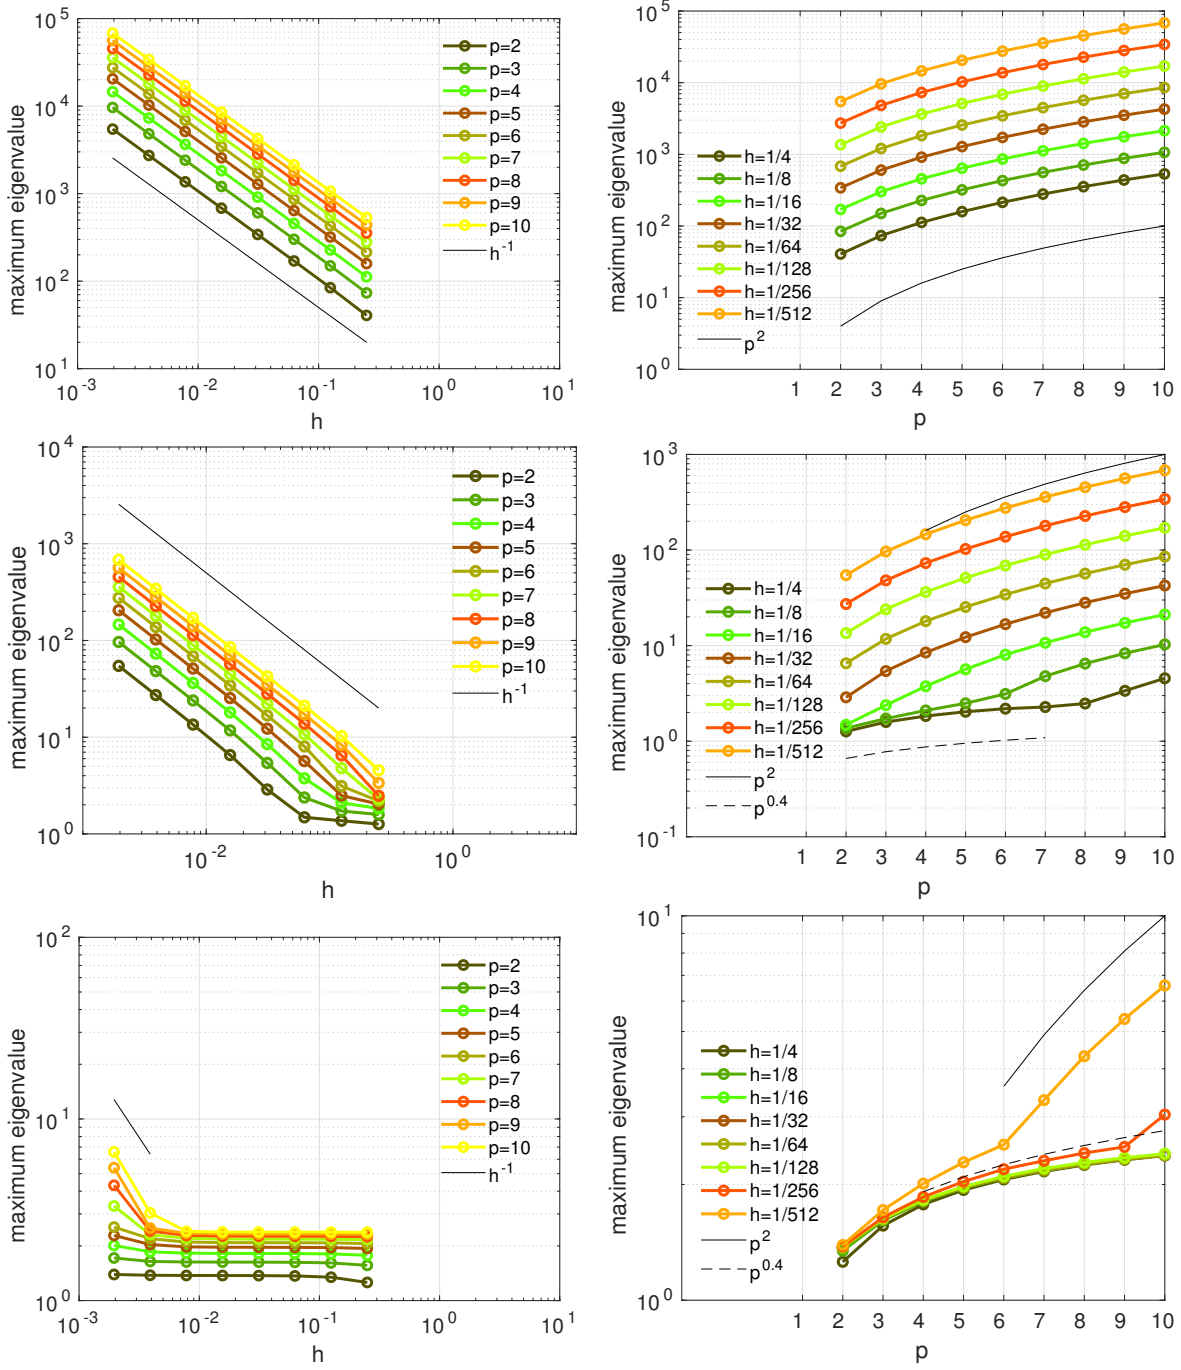 maximum eigenvalue
10^5
10^4
10^3
10^2
10^1
10^-3
10^-2
10^-1
10^0
10^1
h
p=2
p=3
p=4
p=5
p=6
p=7
p=8
p=9
p=10
h^-1
maximum eigenvalue
10^5
10^4
10^3
10^2
10^1
10^0
1 2 3 4 5 6 7 8 9 10
p
h=1/4
h=1/8
h=1/16
h=1/32
h=1/64
h=1/128
h=1/256
h=1/512
p^2
maximum eigenvalue
10^4
10^3
10^2
10^1
10^0
10^-2
10^0
h
p=2
p=3
p=4
p=5
p=6
p=7
p=8
p=9
p=10
h^-1
maximum eigenvalue
10^3
10^2
10^1
10^0
10^-1
1 2 3 4 5 6 7 8 9 10
p
h=1/4
h=1/8
h=1/16
h=1/32
h=1/64
h=1/128
h=1/256
h=1/512
p^2
p^0.4
maximum eigenvalue
10^2
10^1
10^0
10^-3
10^-2
10^-1
10^0
10^1
h
p=2
p=3
p=4
p=5
p=6
p=7
p=8
p=9
p=10
h^-1
maximum eigenvalue
10^1
10^0
1 2 3 4 5 6 7 8 9 10
p
h=1/4
h=1/8
h=1/16
h=1/32
h=1/64
h=1/128
h=1/256
h=1/512
p^2
p^0.4